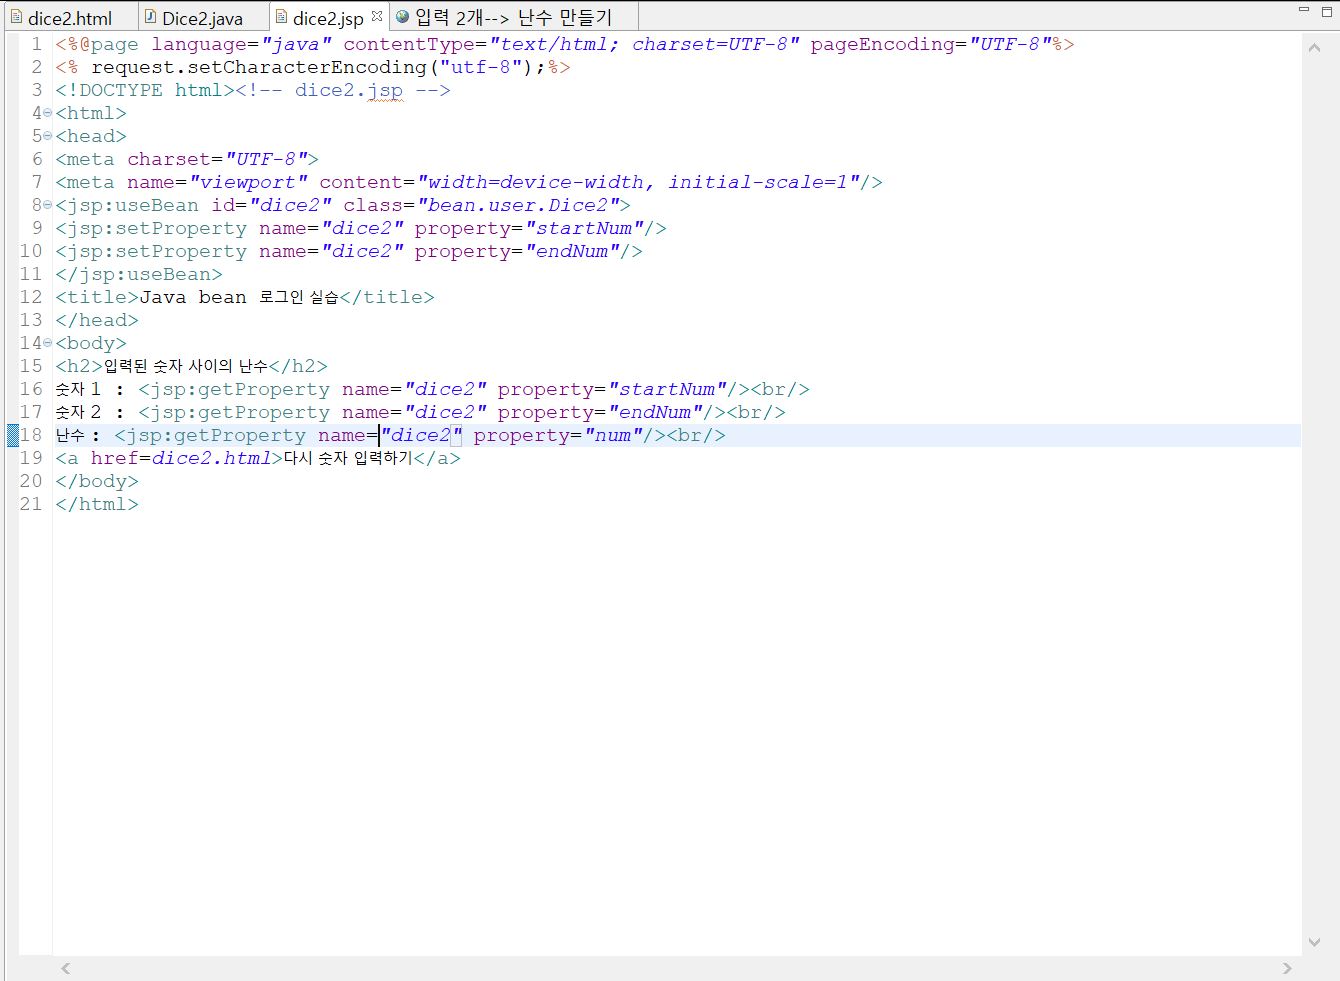 dice2.html Dice2.java dice2.jsp 입력 2개--> 난수 만들기
1 <%@page language="java" contentType="text/html; charset=UTF-8" pageEncoding="UTF-8"%>
2 <% request.setCharacterEncoding("utf-8");%>
3 <!DOCTYPE html><!-- dice2.jsp -->
4 <html>
5 <head>
6 <meta charset="UTF-8">
7 <meta name="viewport" content="width=device-width, initial-scale=1"/>
8 <jsp:useBean id="dice2" class="bean.user.Dice2">
9 <jsp:setProperty name="dice2" property="startNum"/>
10 <jsp:setProperty name="dice2" property="endNum"/>
11 </jsp:useBean>
12 <title>Java bean 로그인 실습</title>
13 </head>
14 <body>
15 <h2>입력된 숫자 사이의 난수</h2>
16 숫자 1 : <jsp:getProperty name="dice2" property="startNum"/><br/>
17 숫자 2 : <jsp:getProperty name="dice2" property="endNum"/><br/>
18 난수 : <jsp:getProperty name="dice2" property="num"/><br/>
19 <a href=dice2.html>다시 숫자 입력하기</a>
20 </body>
21 </html>